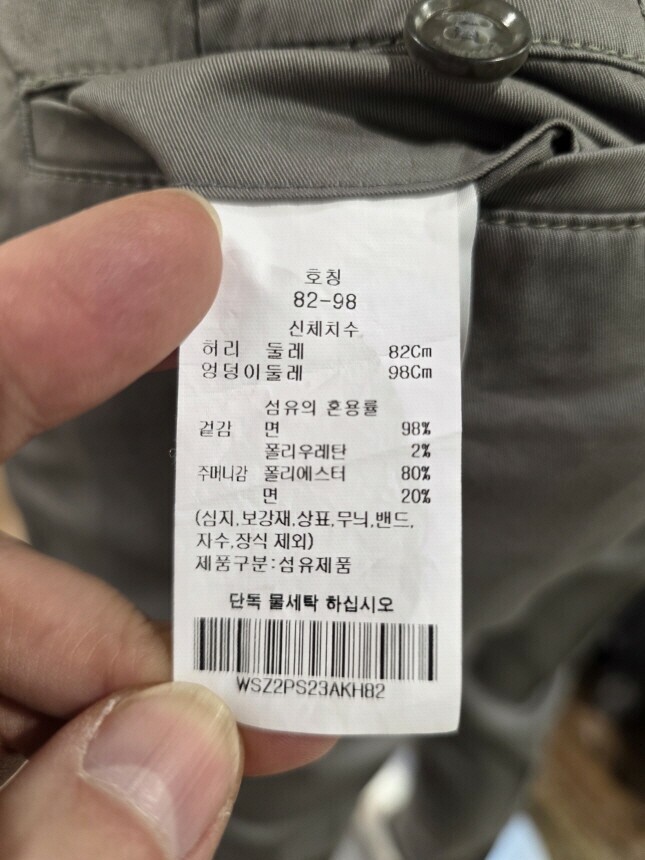 호칭
82-98
신체치수
허리 둘레 82Cm
엉덩이둘레 98Cm
섬유의 혼용률
겉감 면 98%
폴리우레탄 2%
주머니감 폴리에스터 80%
면 20%
(심지,보강재,상표,무늬,밴드,
자수,장식 제외)
제품구분:섬유제품
단독 물세탁 하십시오
WSZ2PS23AKH82